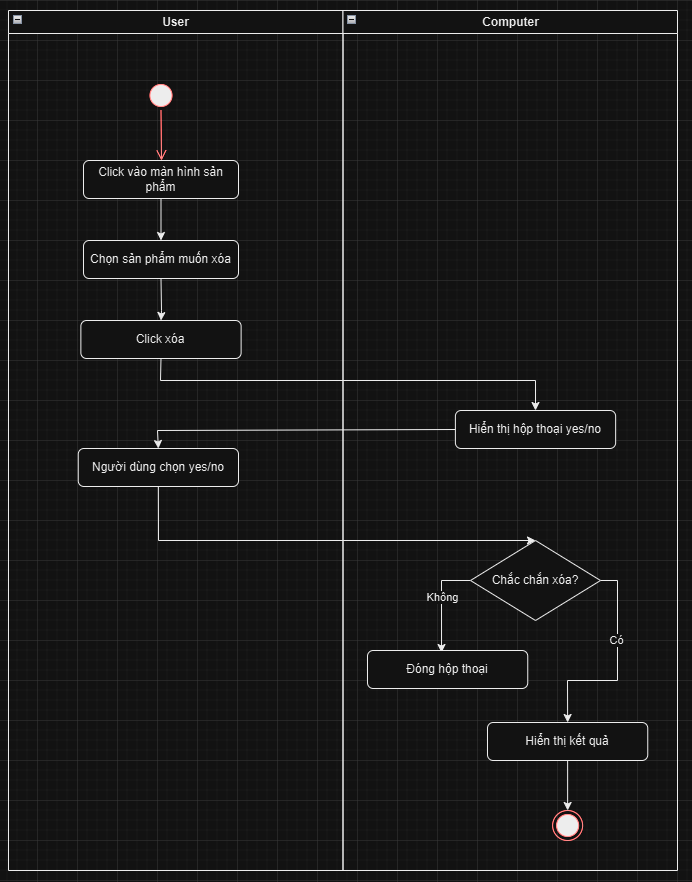 User
Computer
Click vào màn hình sản
phẩm
Chọn sản phẩm muốn xóa
Click xóa
Hiển thị hộp thoại yes/no
Người dùng chọn yes/no
Chắc chắn xóa?
Không
Có
Đóng hộp thoại
Hiển thị kết quả